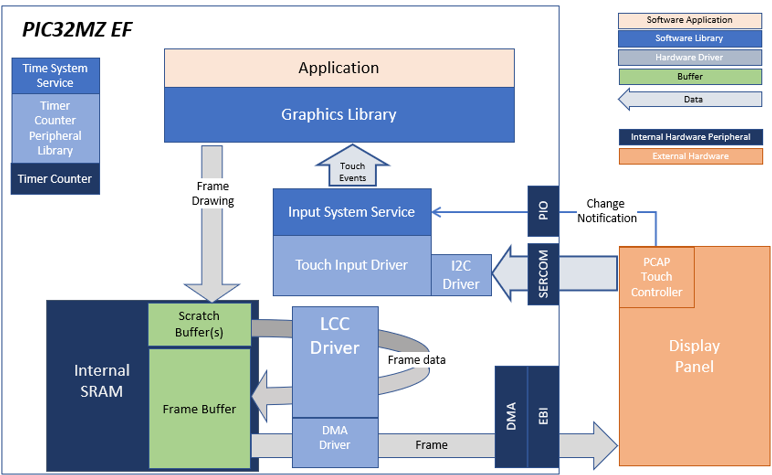 PIC32MZ EF
Time System
Service
Timer
Counter
Peripheral
Library
Timer Counter
Application
Graphics Library
Software Application
Software Library
Hardware Driver
Buffer
Data
Internal Hardware Peripheral
External Hardware
Touch
Events
Frame
Drawing
Input System Service
PIO
Change
Notification
Touch Input Driver
I2C
Driver
SERCOM
PCAP
Touch
Controller
Display
Panel
Internal
SRAM
Scratch
Buffer(s)
Frame Buffer
LCC
Driver
Frame data
DMA
Driver
Frame
DMA
EBI